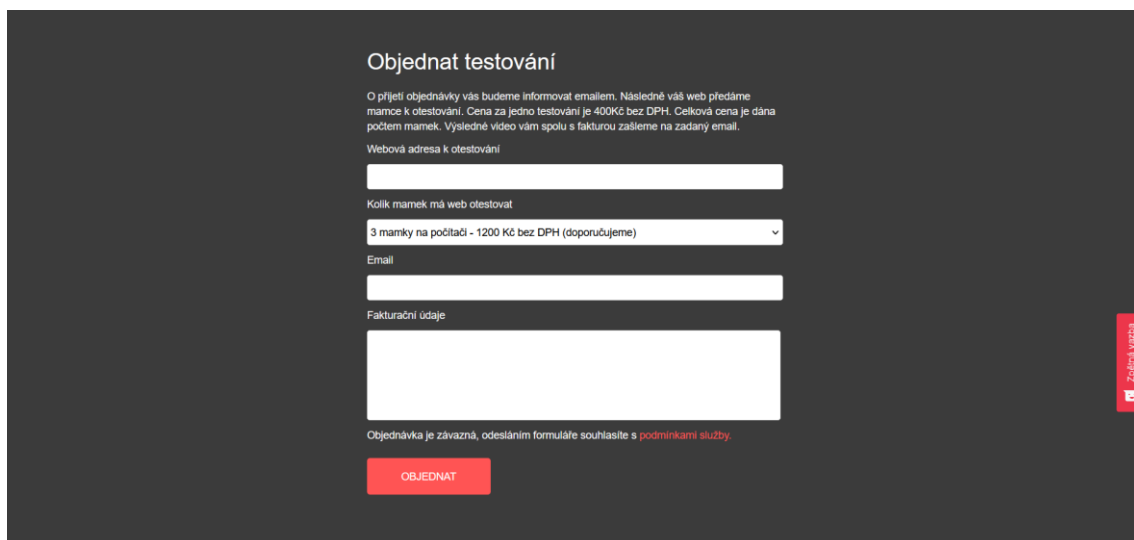 Objednat testování
O přijetí objednávky vás budeme informovat emailem. Následně váš web předáme
mamce k otestování. Cena za jedno testování je 400Kč bez DPH. Celková cena je dána
počtem mamek. Výsledné video vám spolu s fakturou zašleme na zadaný email.
Webová adresa k otestování
Kolik mamek má web otestovat
3 mamky na počítači - 1200 Kč bez DPH (doporučujeme)
Email
Fakturační údaje
Zpětná vazba
Objednávka je závazná, odesláním formuláře souhlasíte s podmínkami služby.
OBJEDNAT